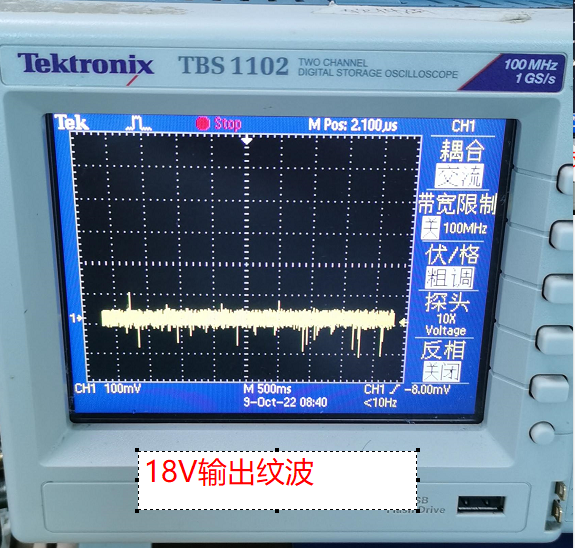 Tektronix TBS 1102 TWO CHANNEL
DIGITAL STORAGE OSCILLOSCOPE
100 MHz
1 GS/s
Tek Stop M Pos: 2.100µs CH1
耦合
交流
带宽限制
关 100MHz
伏/格
粗调
探头
10X
Voltage
反相
关闭
1+
CH1 100mV M 500ms CH1 / -8.00mV
9-Oct-22 08:40 <10Hz
18V输出纹波
Drive